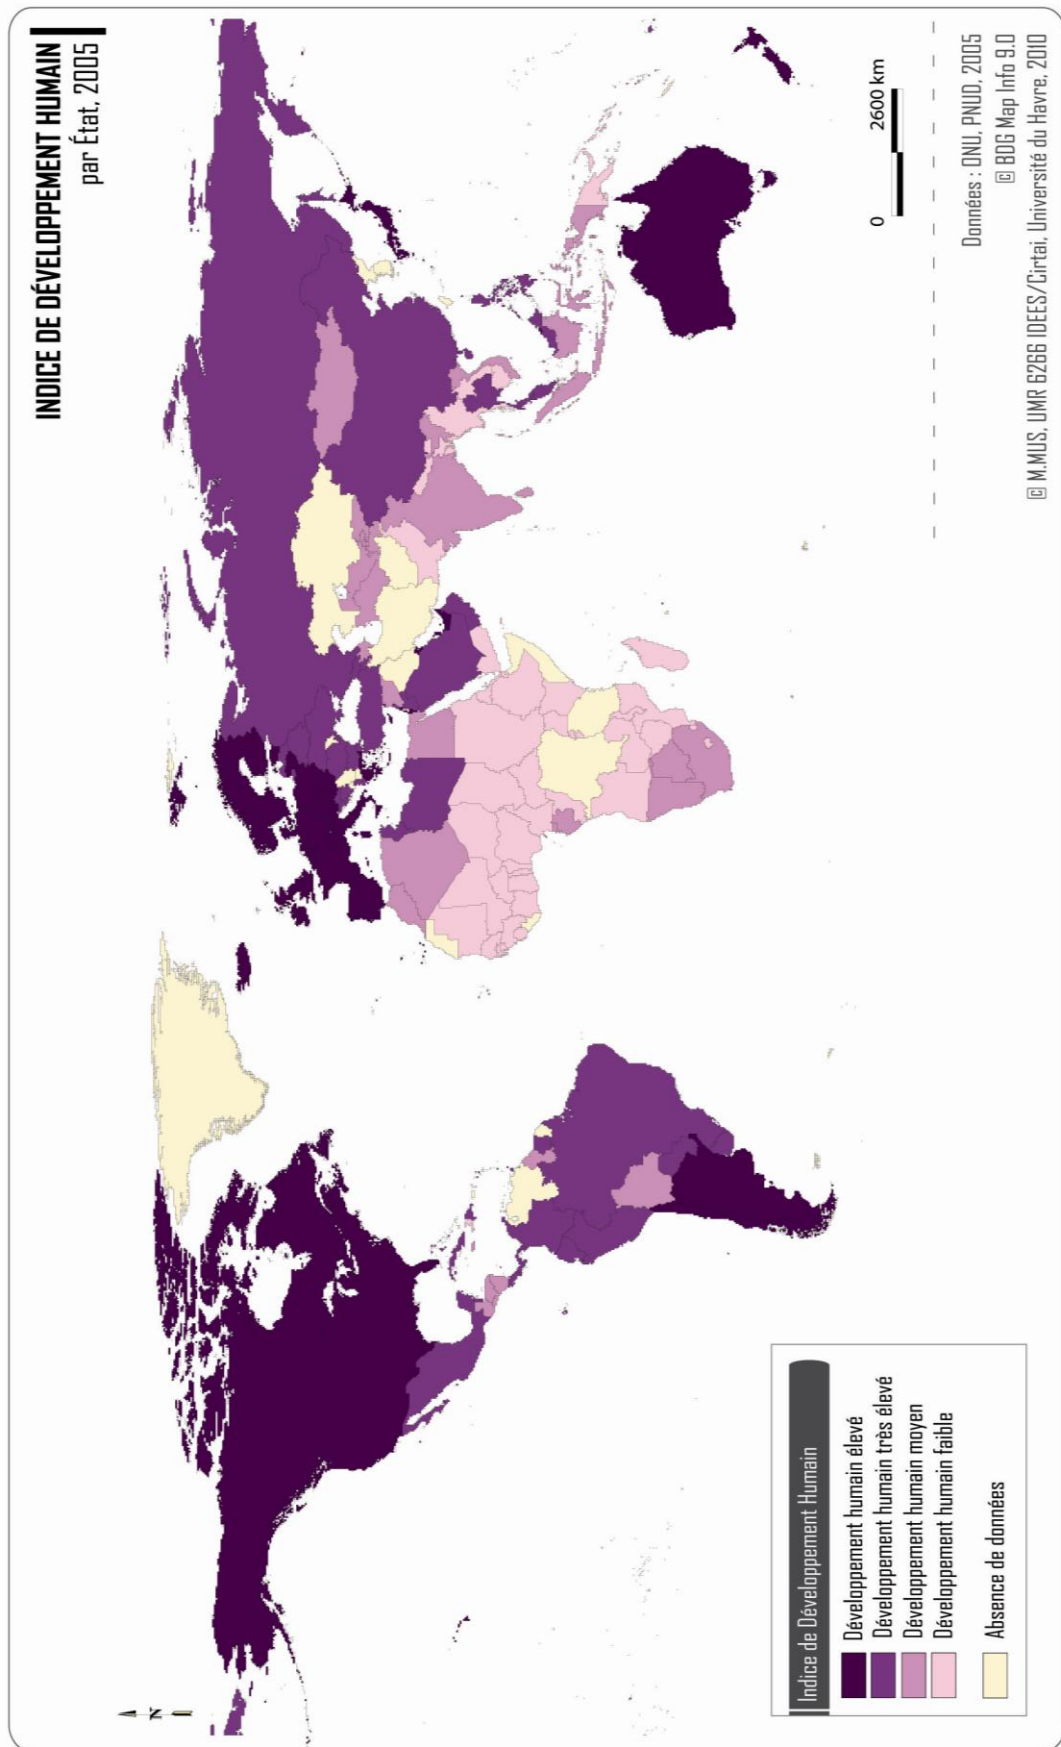 INDICE DE DÉVELOPPEMENT HUMAIN
par État, 2005
N
0 2600 km
Indice de Développement Humain
Développement humain élevé
Développement humain très élevé
Développement humain moyen
Développement humain faible
Absence de données
Données : ONU, PNUD, 2005
© BDG Map Info 9.0
© M.MUS, UMR 6266 IDEES/Cirtai, Université du Havre, 2010